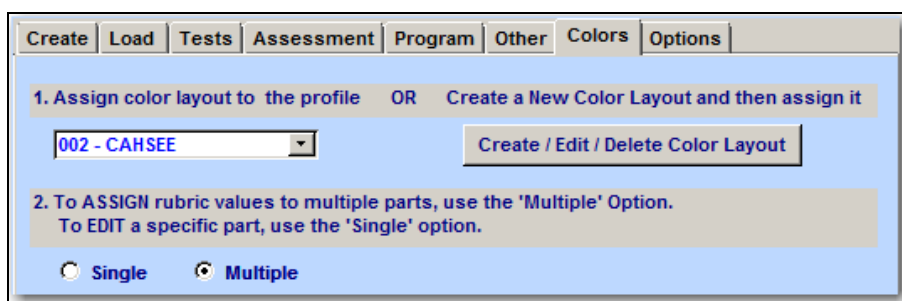 Create Load Tests Assessment Program Other Colors Options
1. Assign color layout to the profile OR Create a New Color Layout and then assign it
002 - CAHSEE Create / Edit / Delete Color Layout
2. To ASSIGN rubric values to multiple parts, use the 'Multiple' Option.
To EDIT a specific part, use the 'Single' option.
Single Multiple